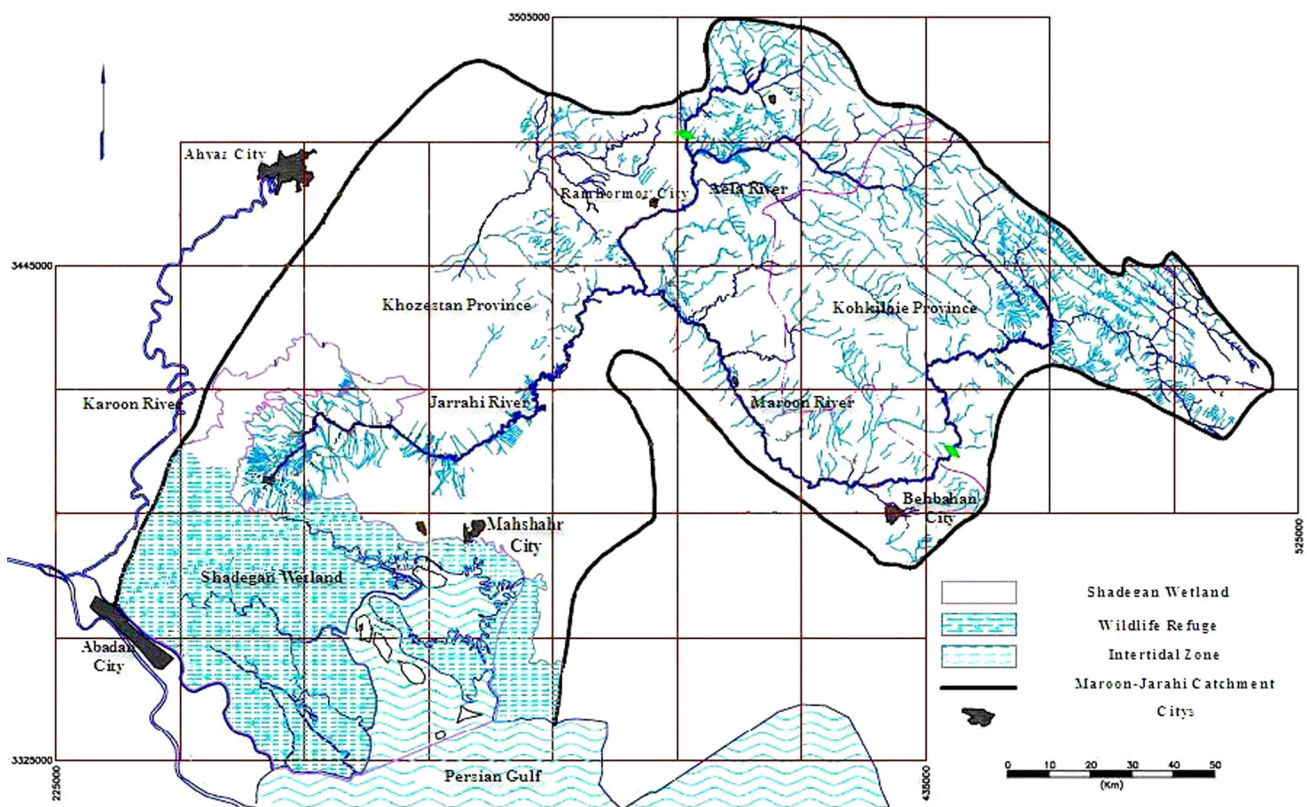 3505000
Ahvaz City
Ramhormoz City
Aela River
3445000
Khozestan Province
Kohkiluie Province
Karoon River
Jarrahi River
Maroon River
Behbahan
City
Mahshahr
City
525000
Shadegan Wetland
Abadan
City
Shadegan Wetland
Wildlife Refuge
Intertidal Zone
Maroon-Jarahi Catchment
Citys
3325000
Persian Gulf
0 10 20 30 40 50
(Km)
225000
435000